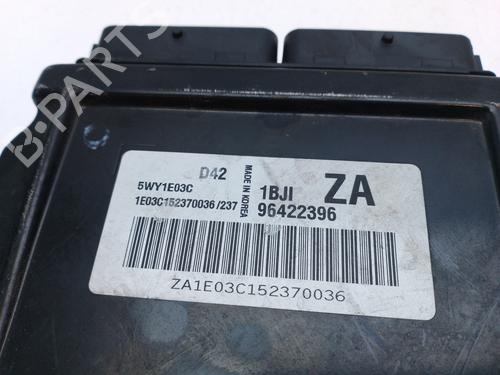 B-PARTS
D42
5WY1E03C
1E03C152370036/237
MADE IN KOREA
1BJI ZA
96422396
ZA1E03C152370036